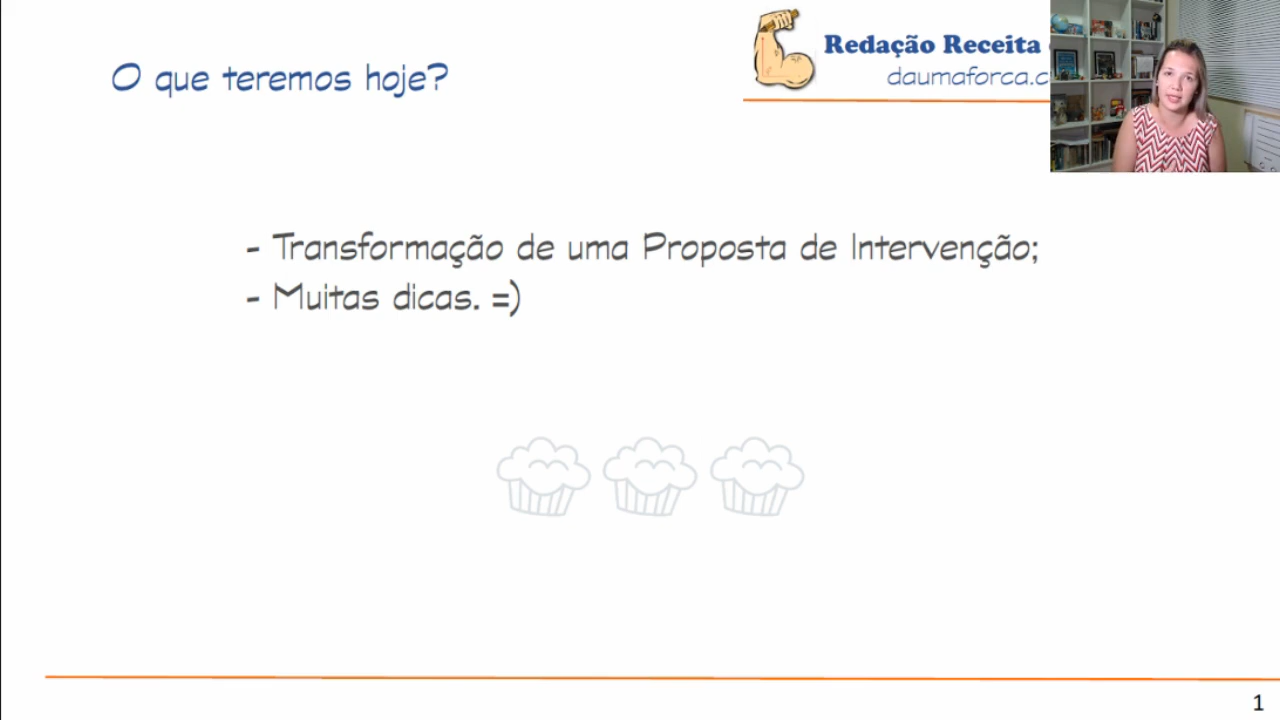 O que teremos hoje?
Redação Receita
daumaforca.c
- Transformação de uma Proposta de Intervenção;
- Muitas dicas. =)
1